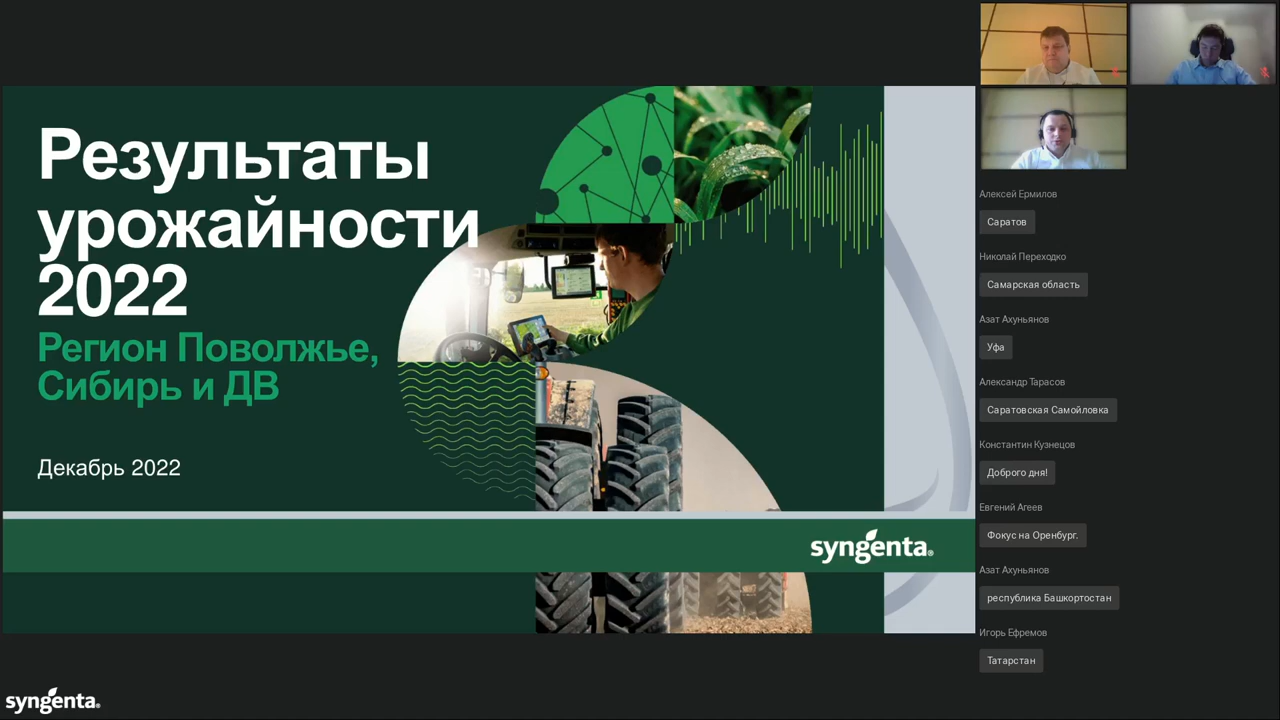 Результаты
урожайности
2022
Регион Поволжье,
Сибирь и ДВ
Декабрь 2022
syngenta®
syngenta®
Алексей Ермилов
Саратов
Николай Переходко
Самарская область
Азат Ахуньянов
Уфа
Александр Тарасов
Саратовская Самойловка
Константин Кузнецов
Доброго дня!
Евгений Агеев
Фокус на Оренбург.
Азат Ахуньянов
республика Башкортостан
Игорь Ефремов
Татарстан